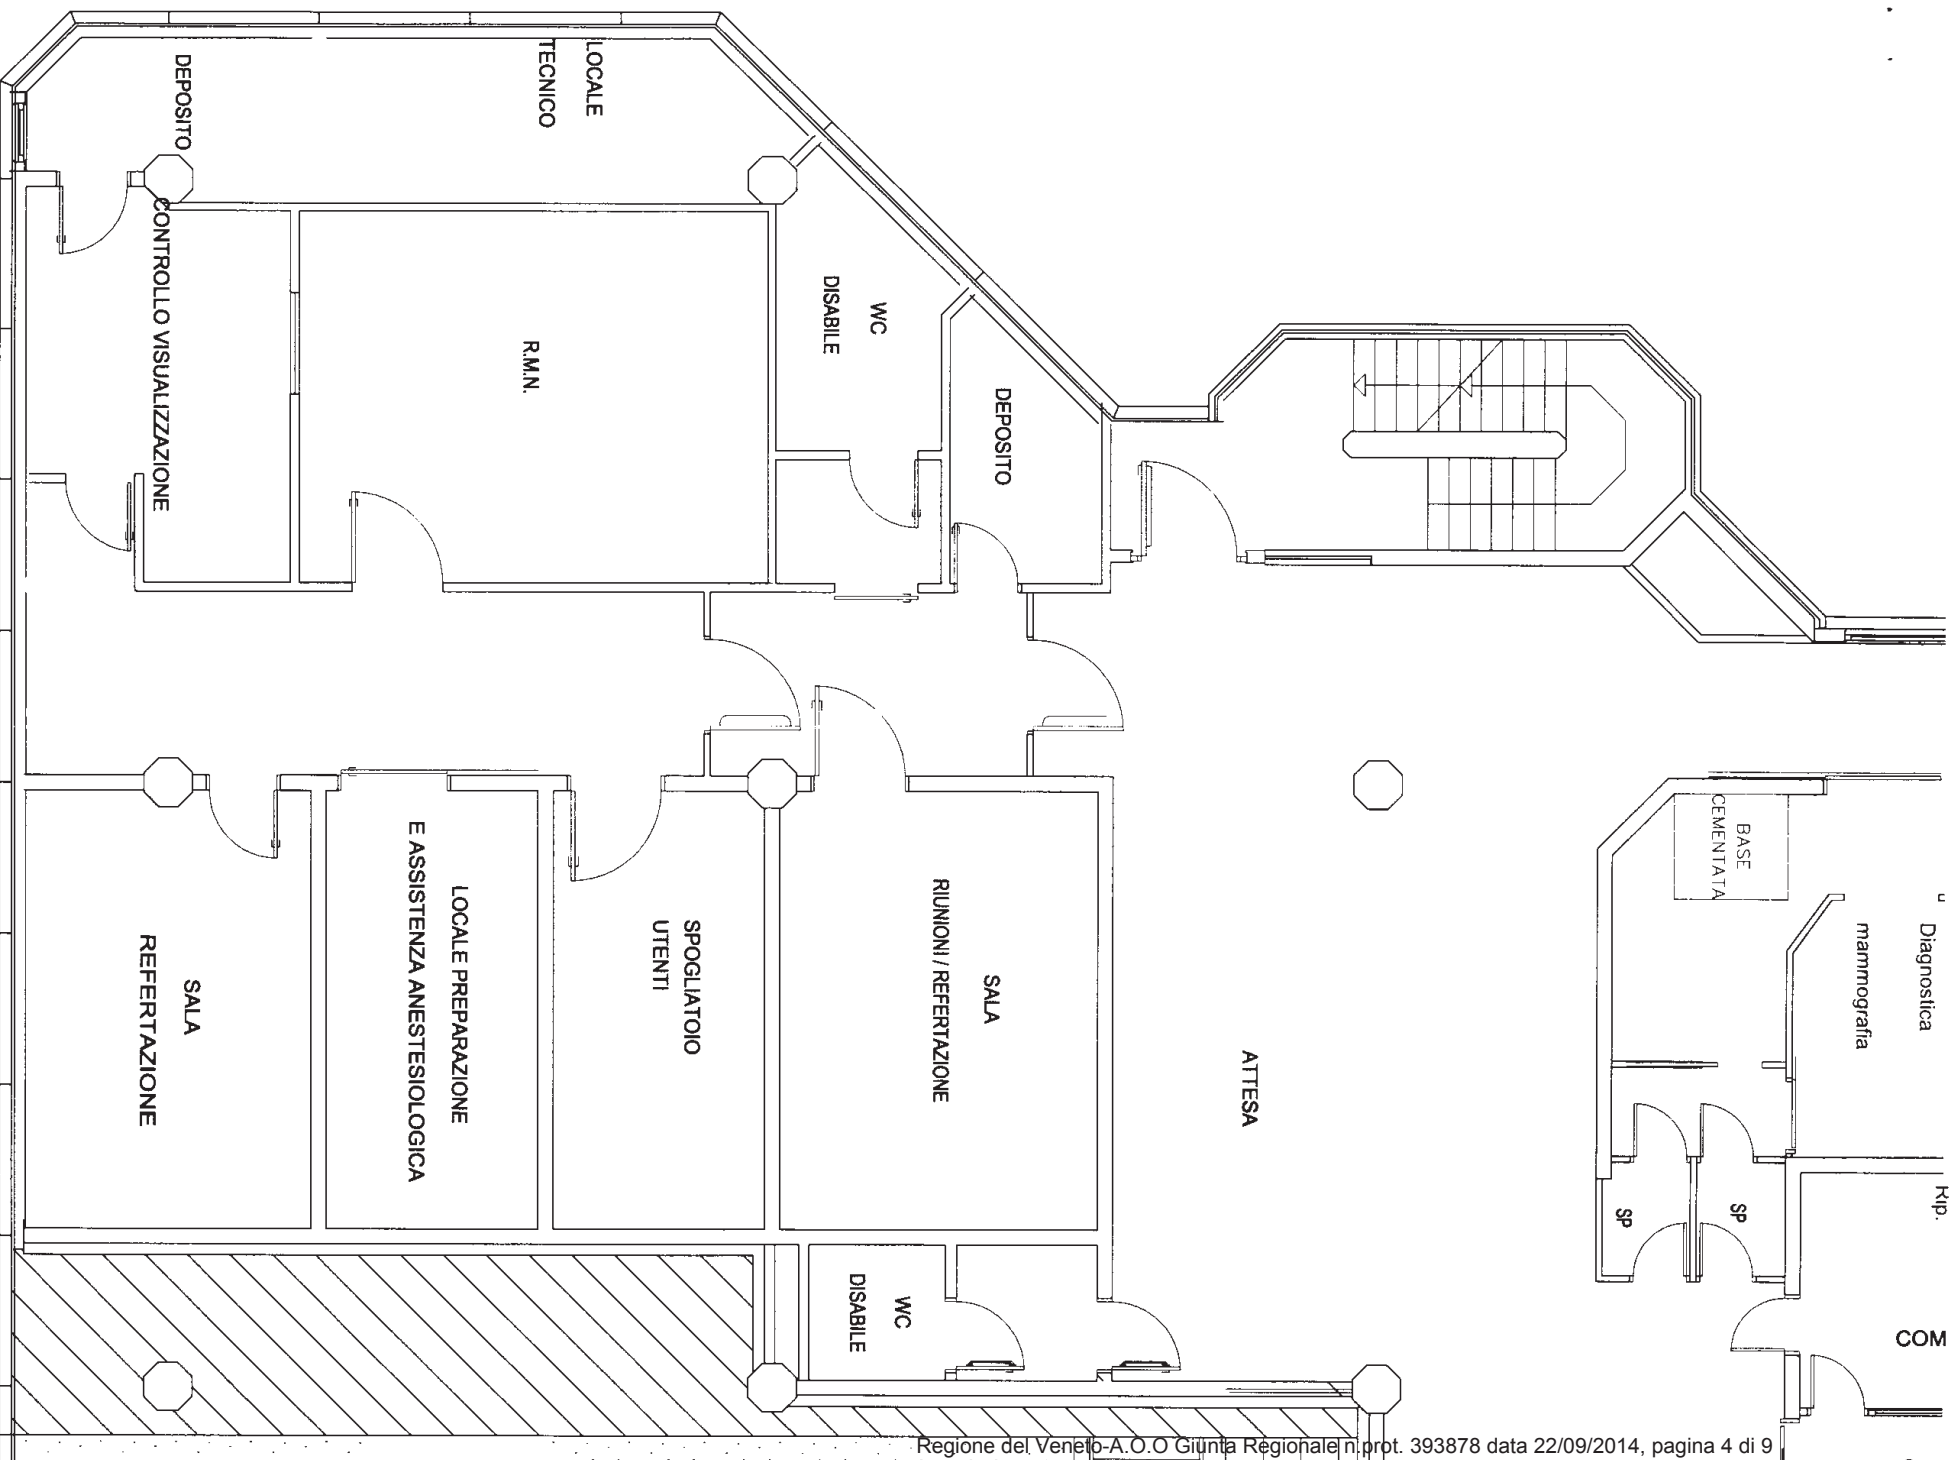 LOCALE
TECNICO
DEPOSITO
CONTROLLO VISUALIZZAZIONE
R.M.N.
WC
DISABILE
DEPOSITO
BASE
CEMENTATA
Diagnostica
mammografia
SALA
REFERTAZIONE
LOCALE PREPARAZIONE
E ASSISTENZA ANESTESIOLOGICA
SPOGLIATOIO
UTENTI
SALA
RIUNIONI / REFERTAZIONE
ATTESA
SP
SP
Rip.
WC
DISABILE
COM
Regione del Veneto-A.O.O Giunta Regionale n.prot. 393878 data 22/09/2014, pagina 4 di 9